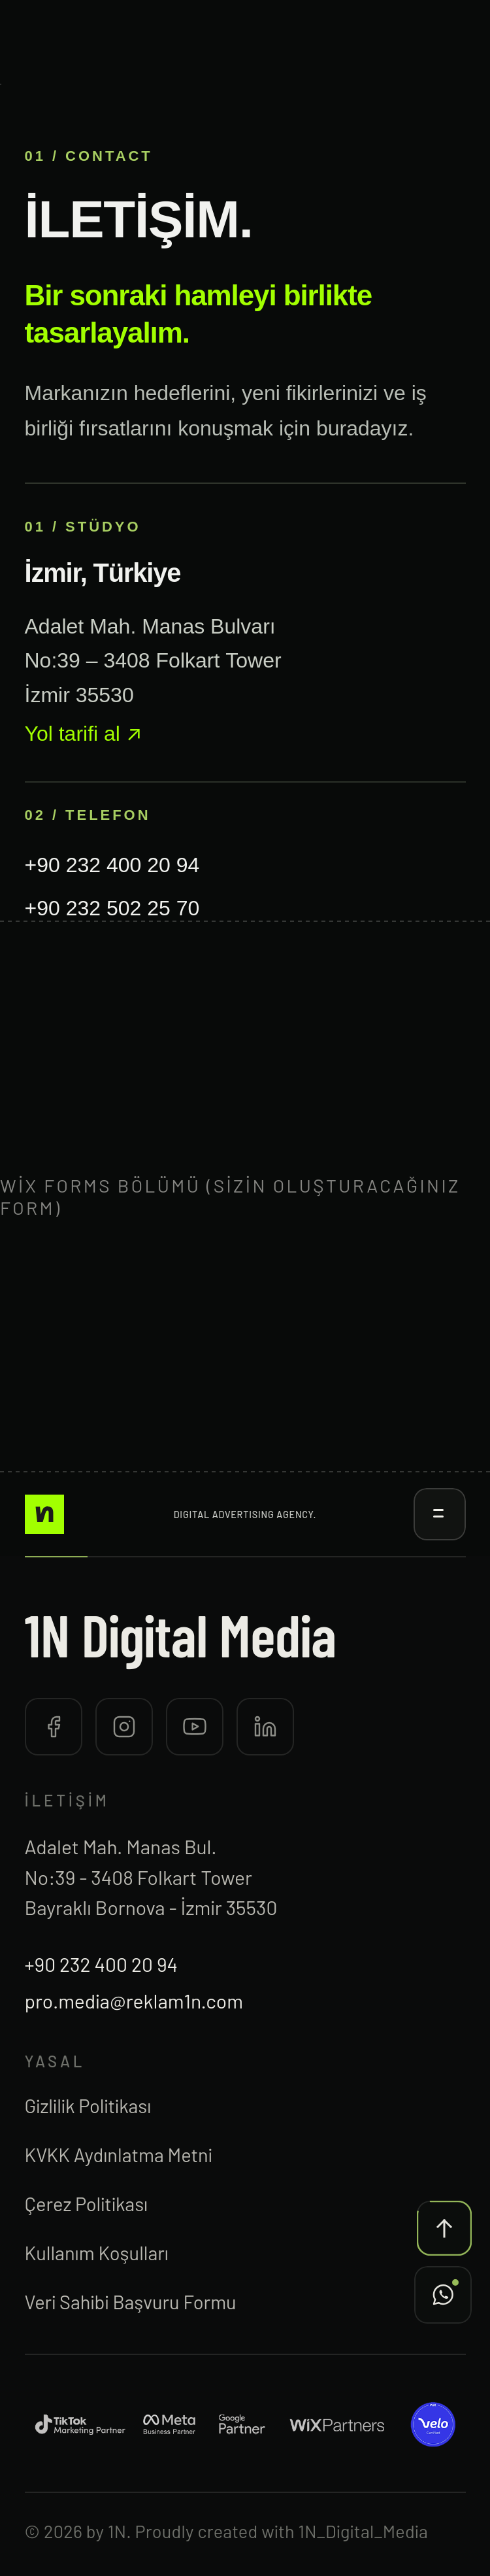 01 / CONTACT
İLETİŞİM.
Bir sonraki hamleyi birlikte
tasarlayalım.
Markanızın hedeflerini, yeni fikirlerinizi ve iş
birliği fırsatlarını konuşmak için buradayız.
01 / STÜDYO
İzmir, Türkiye
Adalet Mah. Manas Bulvarı
No:39 – 3408 Folkart Tower
İzmir 35530
Yol tarifi al ↗
02 / TELEFON
+90 232 400 20 94
+90 232 502 25 70
WİX FORMS BÖLÜMÜ (SİZİN OLUŞTURACAĞINIZ
FORM)
n
DIGITAL ADVERTISING AGENCY.
1N Digital Media
İLETİŞİM
Adalet Mah. Manas Bul.
No:39 - 3408 Folkart Tower
Bayraklı Bornova - İzmir 35530
+90 232 400 20 94
pro.media@reklam1n.com
YASAL
Gizlilik Politikası
KVKK Aydınlatma Metni
Çerez Politikası
Kullanım Koşulları
Veri Sahibi Başvuru Formu
TikTok
Marketing Partner
Meta
Business Partner
Google
Partner
WiXPartners
velo
© 2026 by 1N. Proudly created with 1N_Digital_Media